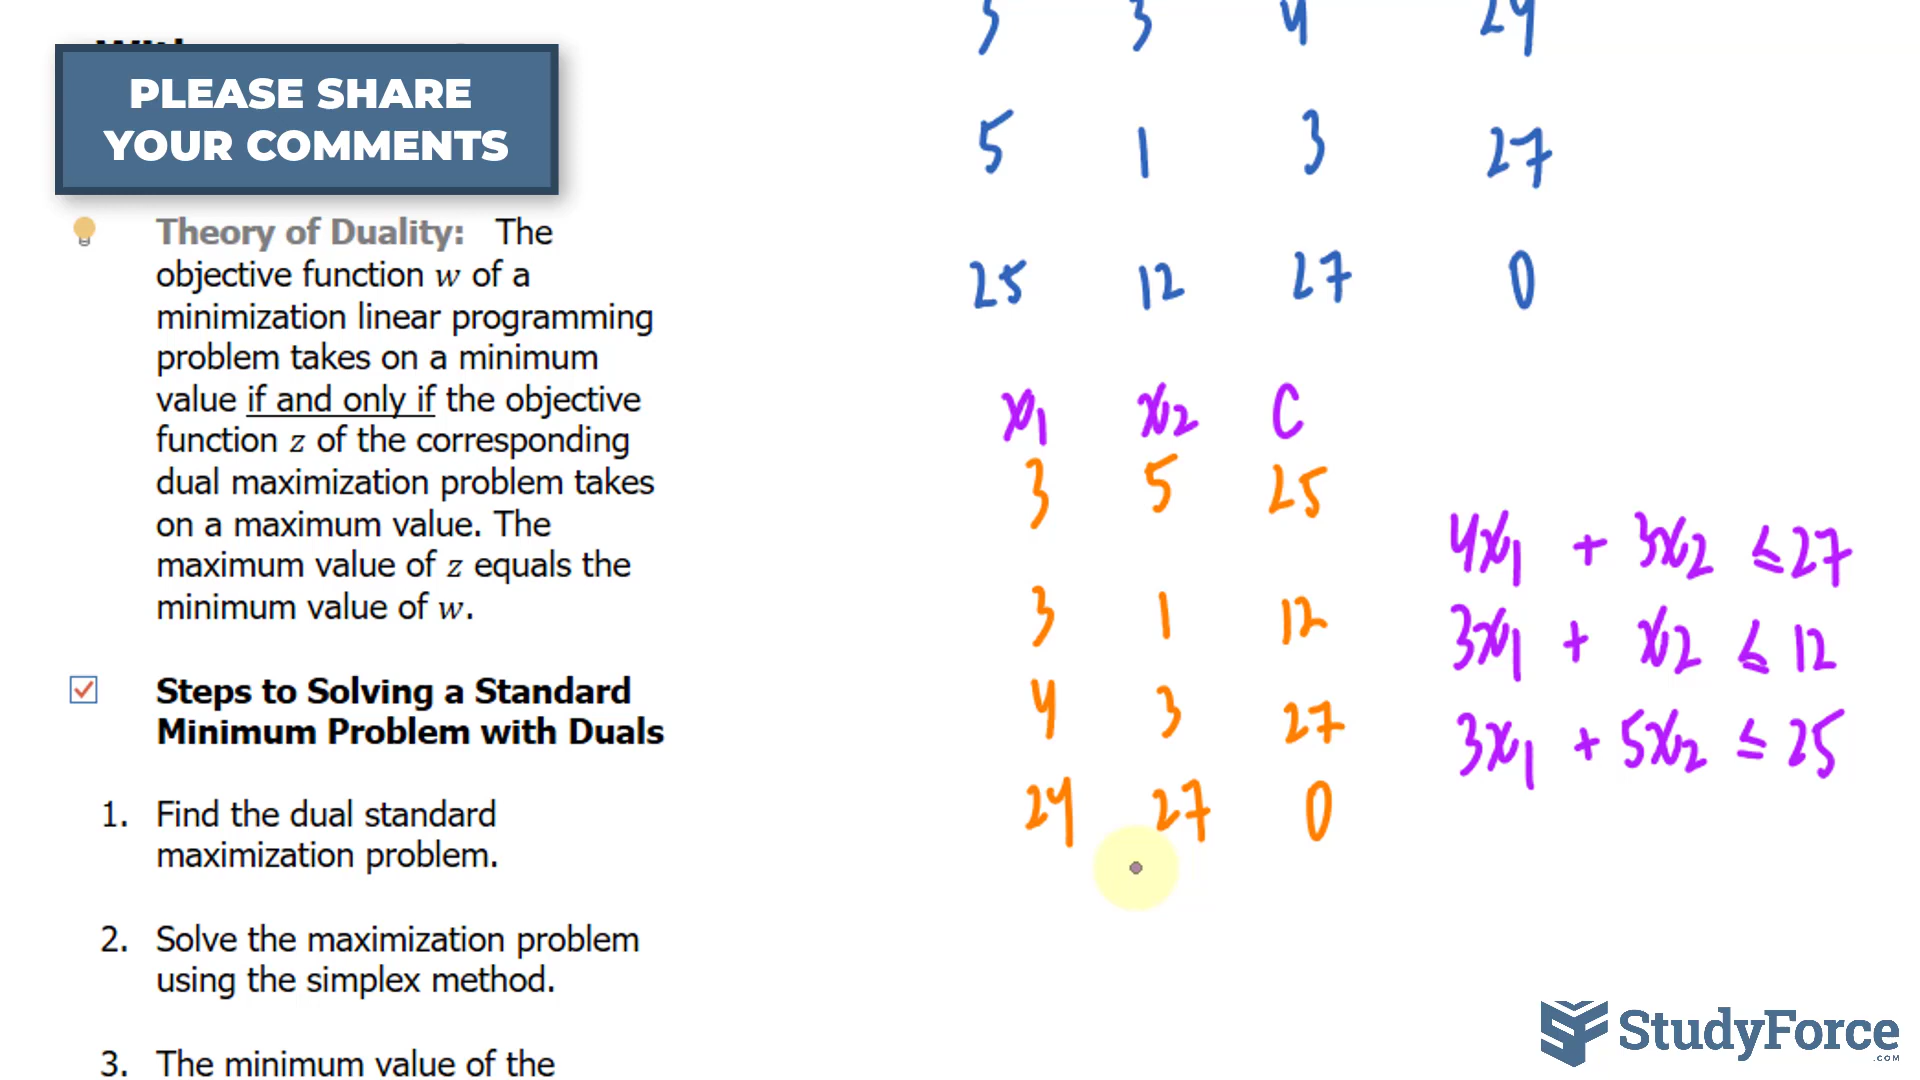 PLEASE SHARE
YOUR COMMENTS
Theory of Duality: The
objective function w of a
minimization linear programming
problem takes on a minimum
value if and only if the objective
function z of the corresponding
dual maximization problem takes
on a maximum value. The
maximum value of z equals the
minimum value of w.
Steps to Solving a Standard
Minimum Problem with Duals
1. Find the dual standard
maximization problem.
2. Solve the maximization problem
using the simplex method.
3. The minimum value of the
3 3 4 24
5 1 3 27
25 12 27 0
x1 x2 C
3 5 25
3 1 12
4 3 27
24 27 0
4x1 + 3x2 ≤ 27
3x1 + x2 ≤ 12
3x1 + 5x2 ≤ 25
StudyForce
.COM